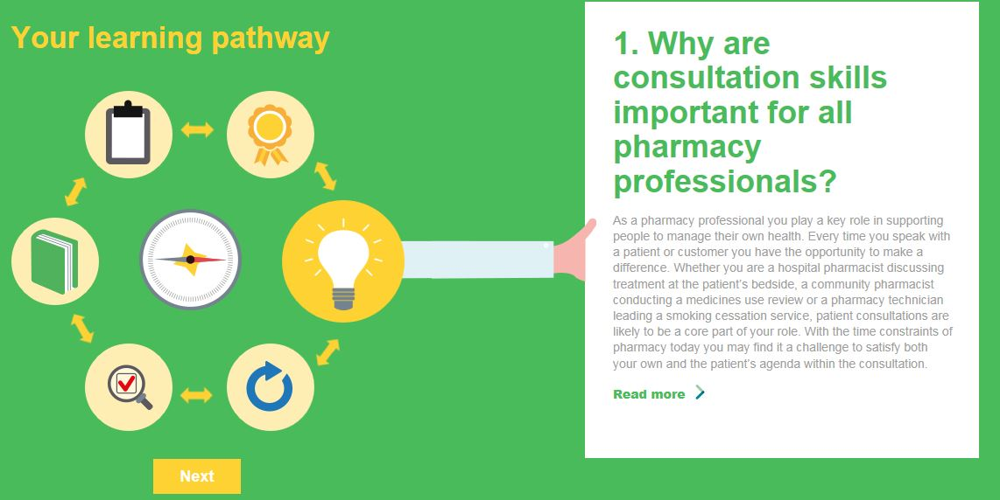 Your learning pathway
1. Why are
consultation skills
important for all
pharmacy
professionals?
As a pharmacy professional you play a key role in supporting
people to manage their own health. Every time you speak with
a patient or customer you have the opportunity to make a
difference. Whether you are a hospital pharmacist discussing
treatment at the patient's bedside, a community pharmacist
conducting a medicines use review or a pharmacy technician
leading a smoking cessation service, patient consultations are
likely to be a core part of your role. With the time constraints of
pharmacy today you may find it a challenge to satisfy both
your own and the patient's agenda within the consultation.
Read more
Next